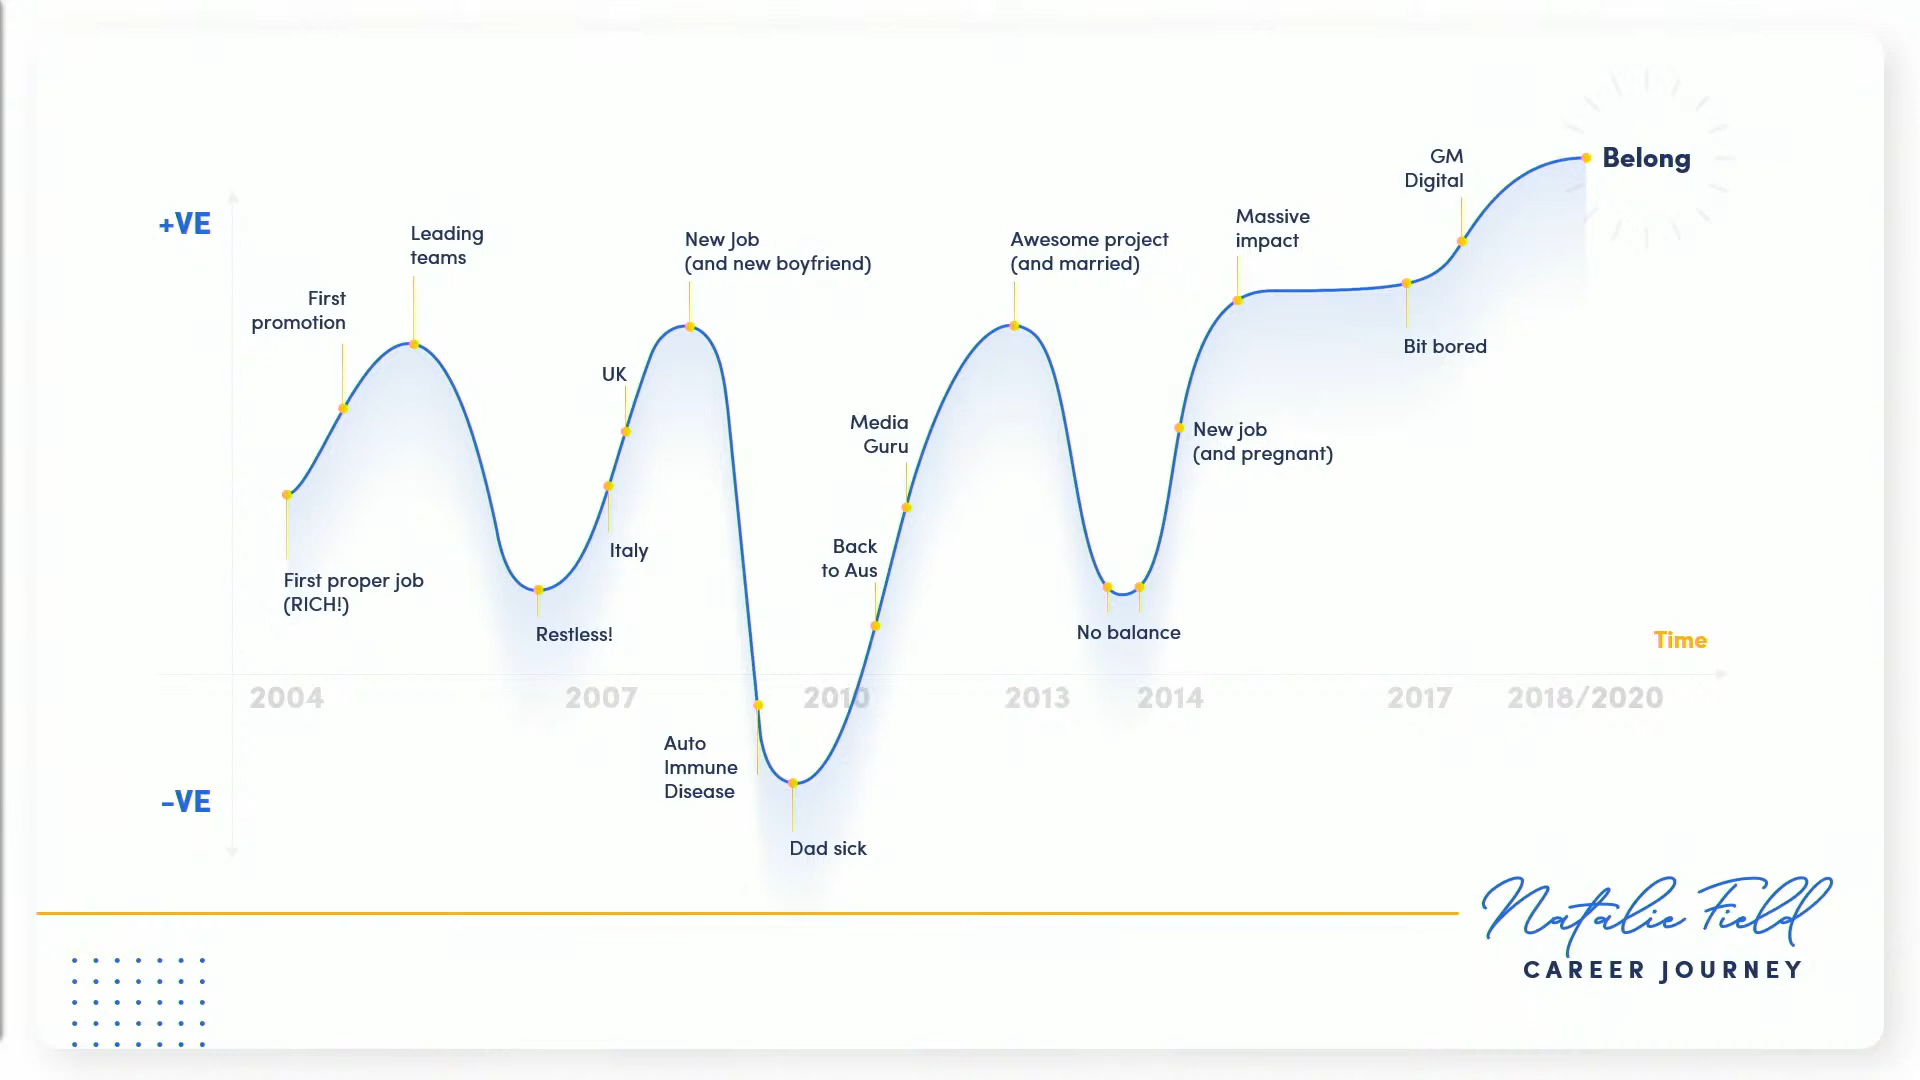 Belong
GM
Digital
Massive
impact
+VE
Leading
teams
New Job
(and new boyfriend)
Awesome project
(and married)
First
promotion
Bit bored
UK
Media
Guru
New job
(and pregnant)
Back
to Aus
Italy
First proper job
(RICH!)
Restless!
No balance
Time
2004
2007
2010
2013
2014
2017
2018/2020
Auto
Immune
Disease
-VE
Dad sick
Natalie Field
CAREER JOURNEY